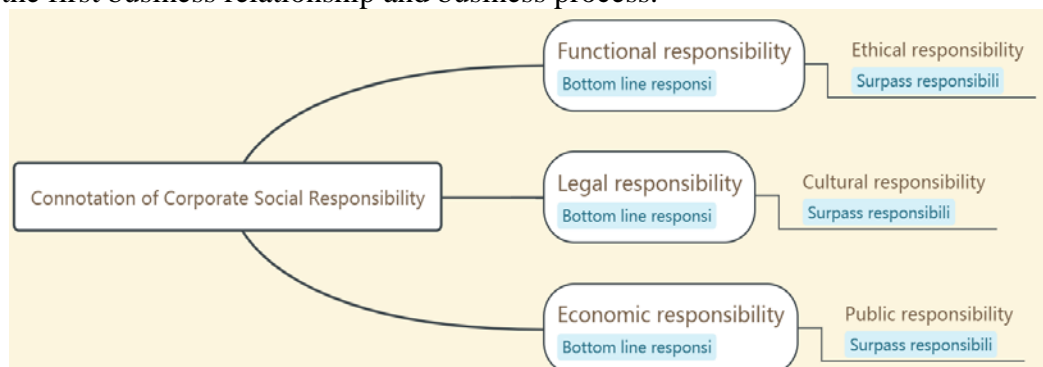 the first business relationship and business process.
Functional responsibility
Bottom line responsi
Ethical responsibility
Surpass responsibili
Connotation of Corporate Social Responsibility
Legal responsibility
Bottom line responsi
Cultural responsibility
Surpass responsibili
Economic responsibility
Bottom line responsi
Public responsibility
Surpass responsibili